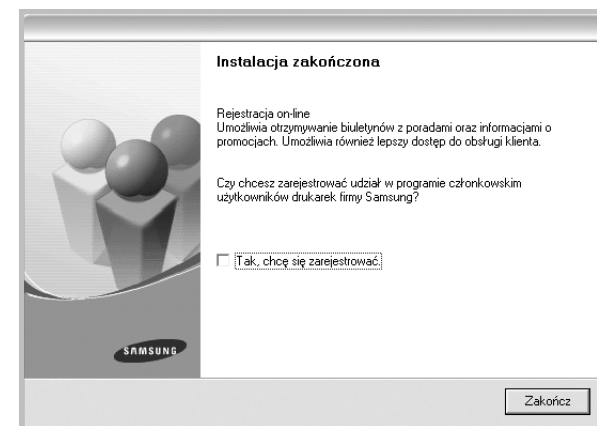 Instalacja zakończona
Rejestracja on-line
Umożliwia otrzymywanie biuletynów z poradami oraz informacjami o
promocjach. Umożliwia również lepszy dostęp do obsługi klienta.
Czy chcesz zarejestrować udział w programie członkowskim
użytkowników drukarek firmy Samsung?
Tak, chcę się zarejestrować.
SAMSUNG
Zakończ